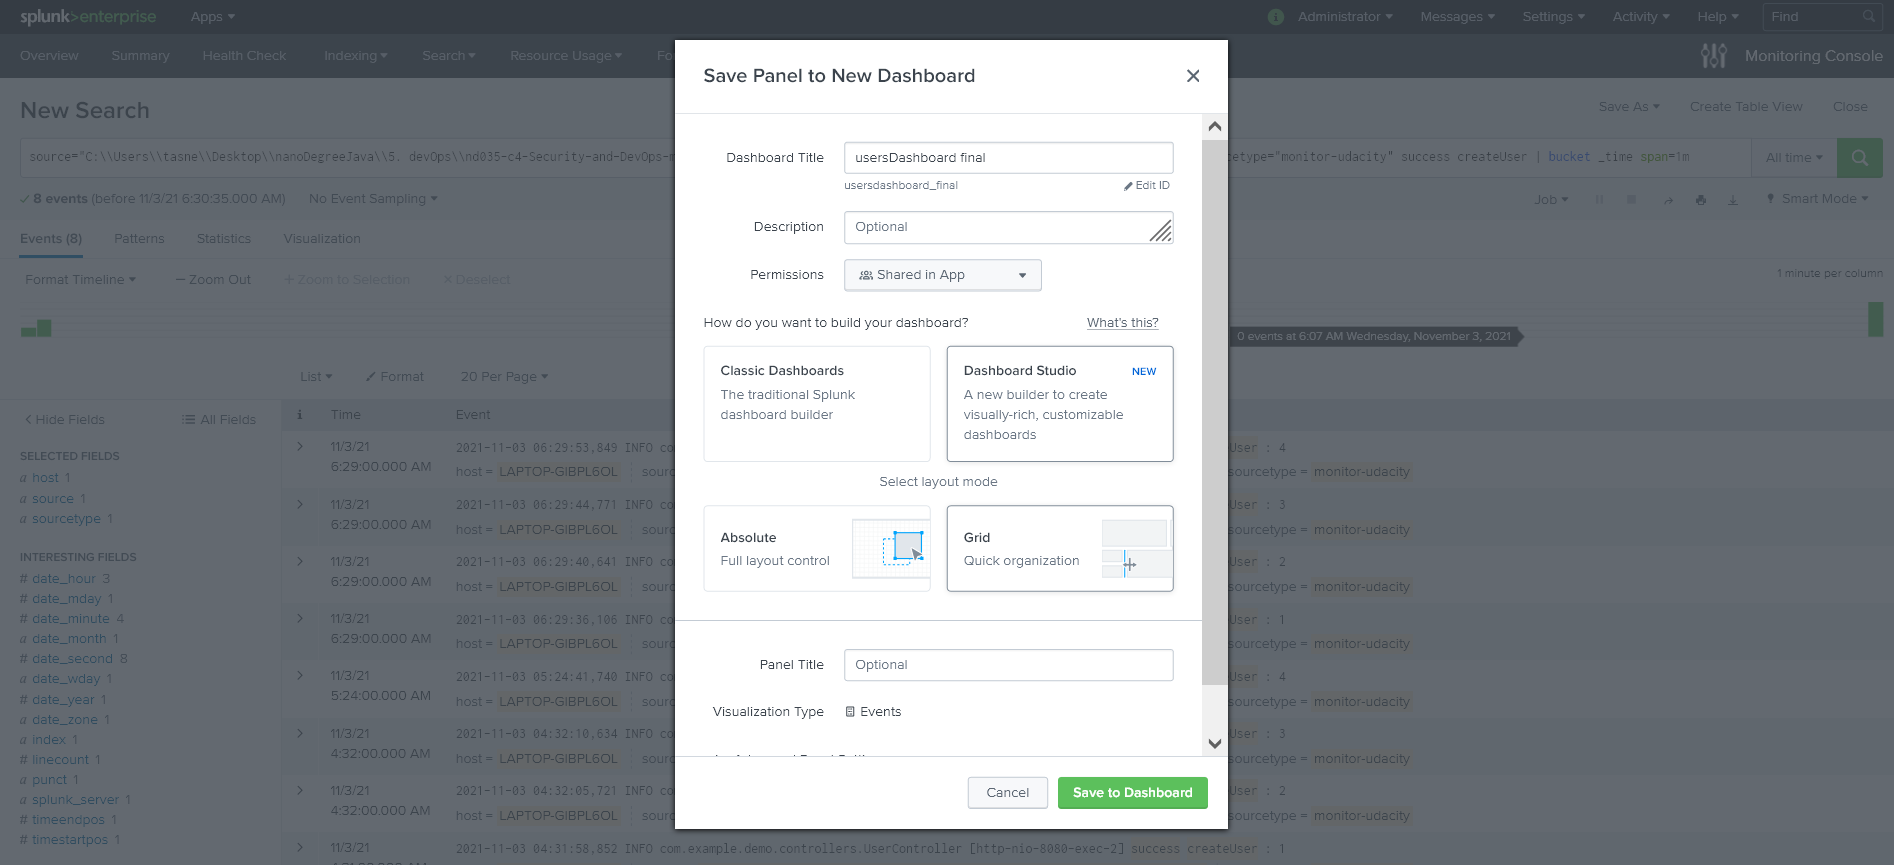 splunk>enterprise Apps Administrator Messages Settings Activity Help Find
Overview Summary Health Check Indexing Search Resource Usage Fo Monitoring Console
New Search Save As Create Table View Close
source="C:\\Users\\tasne\\Desktop\\nanoDegreeJava\\5. devOps\\nd035-c4-Security-and-DevOps-m cetype="monitor-udacity" success createUser | bucket _time span=1m All time
8 events (before 11/3/21 6:30:35.000 AM) No Event Sampling Job Smart Mode
Events (8) Patterns Statistics Visualization
Format Timeline — Zoom Out + Zoom to Selection × Deselect 1 minute per column
0 events at 6:07 AM Wednesday, November 3, 2021
List Format 20 Per Page
Hide Fields All Fields
i Time Event
SELECTED FIELDS
a host 1
a source 1
a sourcetype 1
INTERESTING FIELDS
# date_hour 3
# date_mday 1
# date_minute 4
a date_month 1
# date_second 8
a date_wday 1
# date_year 1
a date_zone 1
a index 1
# linecount 1
a punct 1
a splunk_server 1
# timeendpos 1
# timestartpos 1
11/3/21 2021-11-03 06:29:53,849 INFO co User : 4
6:29:00.000 AM host = LAPTOP-GIBPL6OL sourc sourcetype = monitor-udacity
11/3/21 2021-11-03 06:29:44,771 INFO co User : 3
6:29:00.000 AM host = LAPTOP-GIBPL6OL sourc sourcetype = monitor-udacity
11/3/21 2021-11-03 06:29:40,641 INFO co User : 2
6:29:00.000 AM host = LAPTOP-GIBPL6OL sourc sourcetype = monitor-udacity
11/3/21 2021-11-03 06:29:36,106 INFO co User : 1
6:29:00.000 AM host = LAPTOP-GIBPL6OL sourc sourcetype = monitor-udacity
11/3/21 2021-11-03 05:24:41,740 INFO co User : 4
5:24:00.000 AM host = LAPTOP-GIBPL6OL sourc sourcetype = monitor-udacity
11/3/21 2021-11-03 04:32:10,634 INFO co User : 3
4:32:00.000 AM host = LAPTOP-GIBPL6OL sourc sourcetype = monitor-udacity
11/3/21 2021-11-03 04:32:05,721 INFO co User : 2
4:32:00.000 AM host = LAPTOP-GIBPL6OL sourc sourcetype = monitor-udacity
11/3/21 2021-11-03 04:31:58,852 INFO com.example.demo.controllers.UserController [http-nio-8080-exec-2] success createUser : 1
Save Panel to New Dashboard
Dashboard Title usersDashboard final
usersdashboard_final Edit ID
Description Optional
Permissions Shared in App
How do you want to build your dashboard? What's this?
Classic Dashboards
The traditional Splunk
dashboard builder
Dashboard Studio NEW
A new builder to create
visually-rich, customizable
dashboards
Select layout mode
Absolute
Full layout control
Grid
Quick organization
Panel Title Optional
Visualization Type Events
Cancel Save to Dashboard